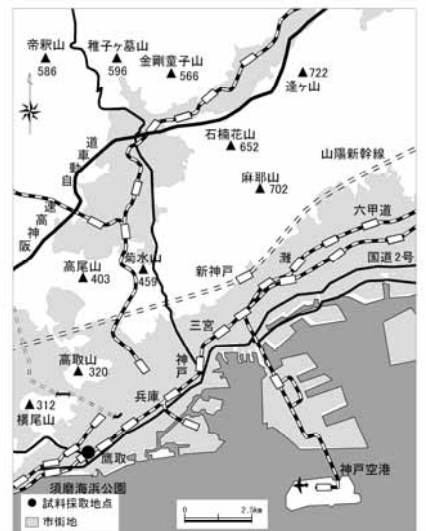 帝釈山
586
稚子ヶ墓山
596
金剛童子山
566
722
逢ヶ山
石楠花山
652
山陽新幹線
麻耶山
702
神阪高速自動車道
六甲道
灘
国道2号
新神戸
高尾山
403
菊水山
459
三宮
神戸
高取山
320
兵庫
312
横尾山
鷹取
須磨海浜公園
神戸空港
試料採取地点
市街地
0
2.5km